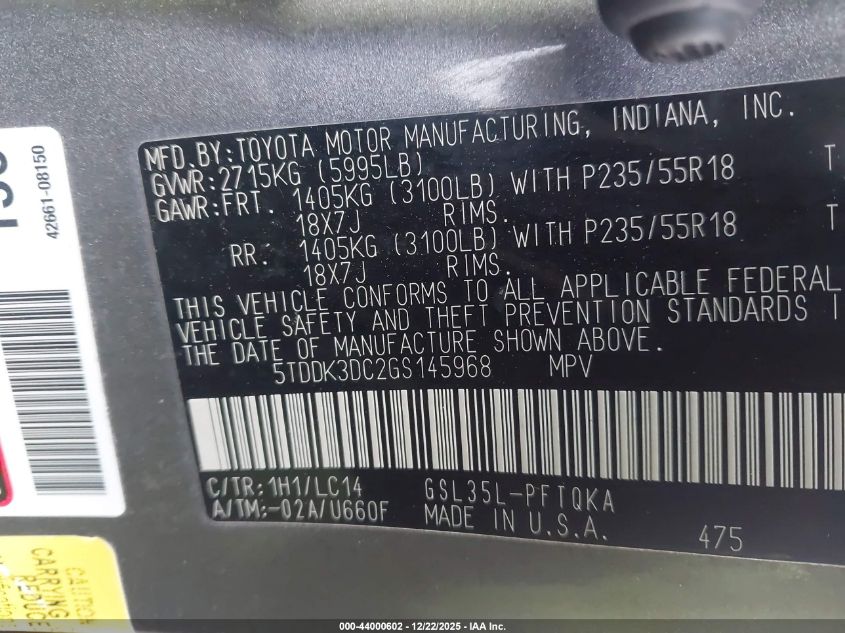 MFD.BY:TOYOTA MOTOR MANUFACTURING, INDIANA, INC.
GVWR:2715KG (5995LB)
GAWR:FRT. 1405KG (3100LB) WITH P235/55R18 T
18X7J RIMS.
RR: 1405KG (3100LB) WITH P235/55R18 T
18X7J RIMS.
THIS VEHICLE CONFORMS TO ALL APPLICABLE FEDERAL
VEHICLE SAFETY AND THEFT PREVENTION STANDARDS I
THE DATE OF MANUFACTURE SHOWN ABOVE.
5TDDK3DC2GS145968 MPV
C/TR:1H1/LC14 GSL35L-PFTQKA
A/TM:-02A/U660F MADE IN U.S.A. 475
42661-08150
CAUTIO
CARRYING
REDUCE
000-44000602 - 12/22/2025 - IAA Inc.